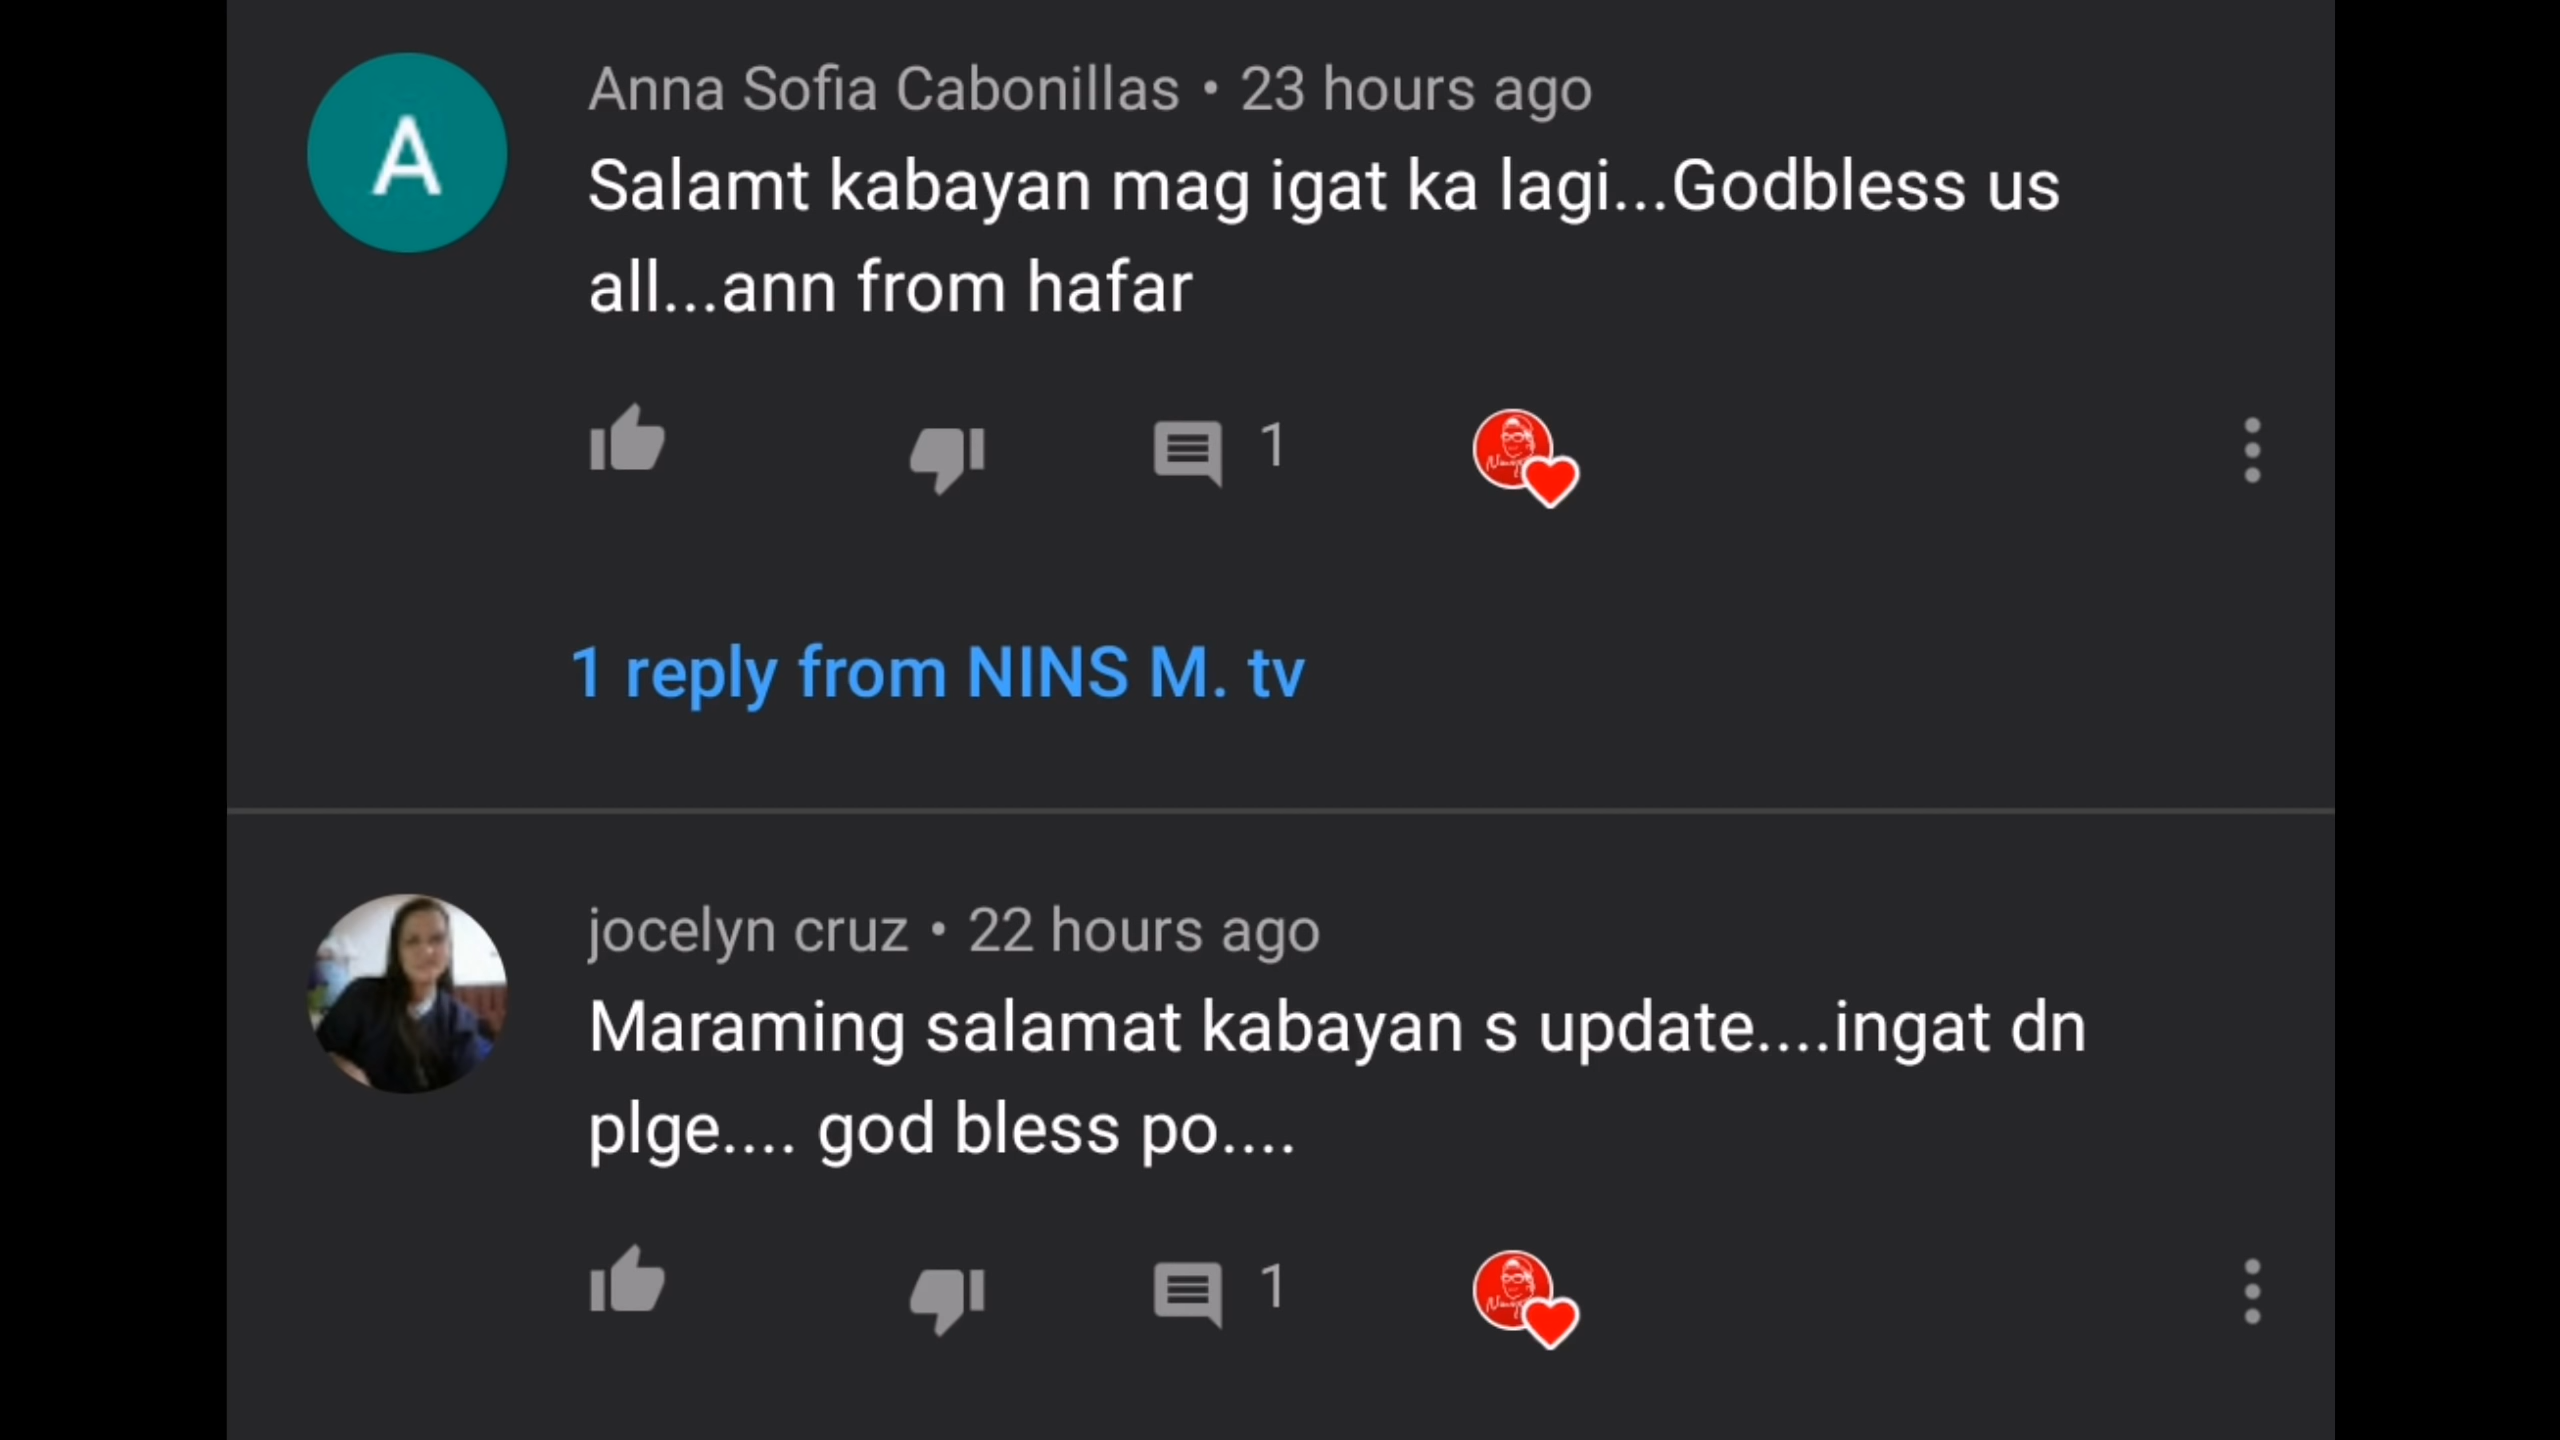 A
Anna Sofia Cabonillas • 23 hours ago
Salamt kabayan mag igat ka lagi...Godbless us
all...ann from hafar
1
1 reply from NINS M. tv
jocelyn cruz • 22 hours ago
Maraming salamat kabayan s update....ingat dn
plge.... god bless po....
1